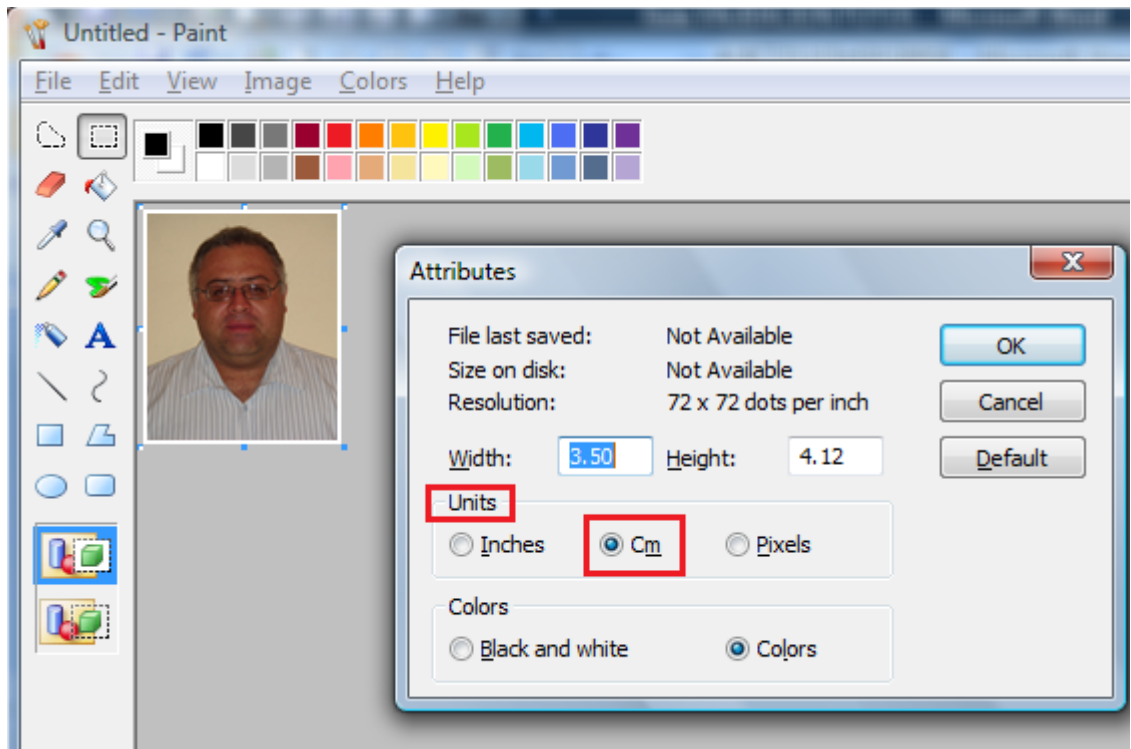 Untitled - Paint
File Edit View Image Colors Help
A
Attributes
File last saved: Not Available
Size on disk: Not Available
Resolution: 72 x 72 dots per inch
Width: 3.50 Height: 4.12
Units
Inches Cm Pixels
Colors
Black and white Colors
OK
Cancel
Default